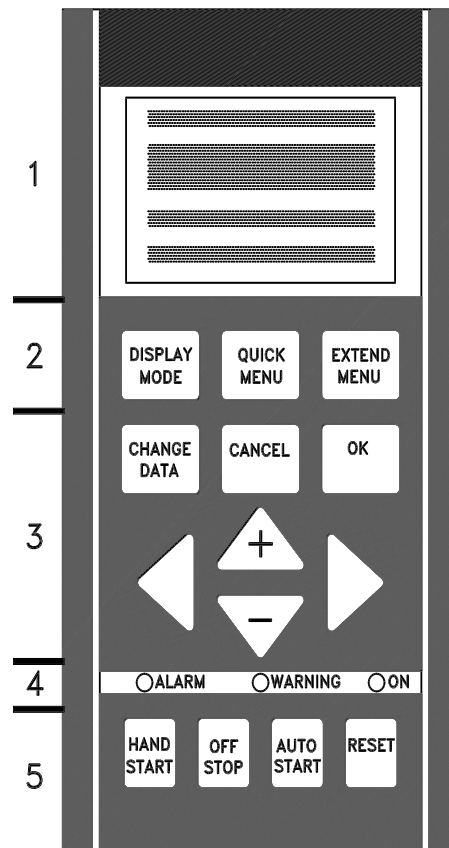 1
2
DISPLAY MODE
QUICK MENU
EXTEND MENU
3
CHANGE DATA
CANCEL
OK
+
−
4
ALARM
WARNING
ON
5
HAND START
OFF STOP
AUTO START
RESET